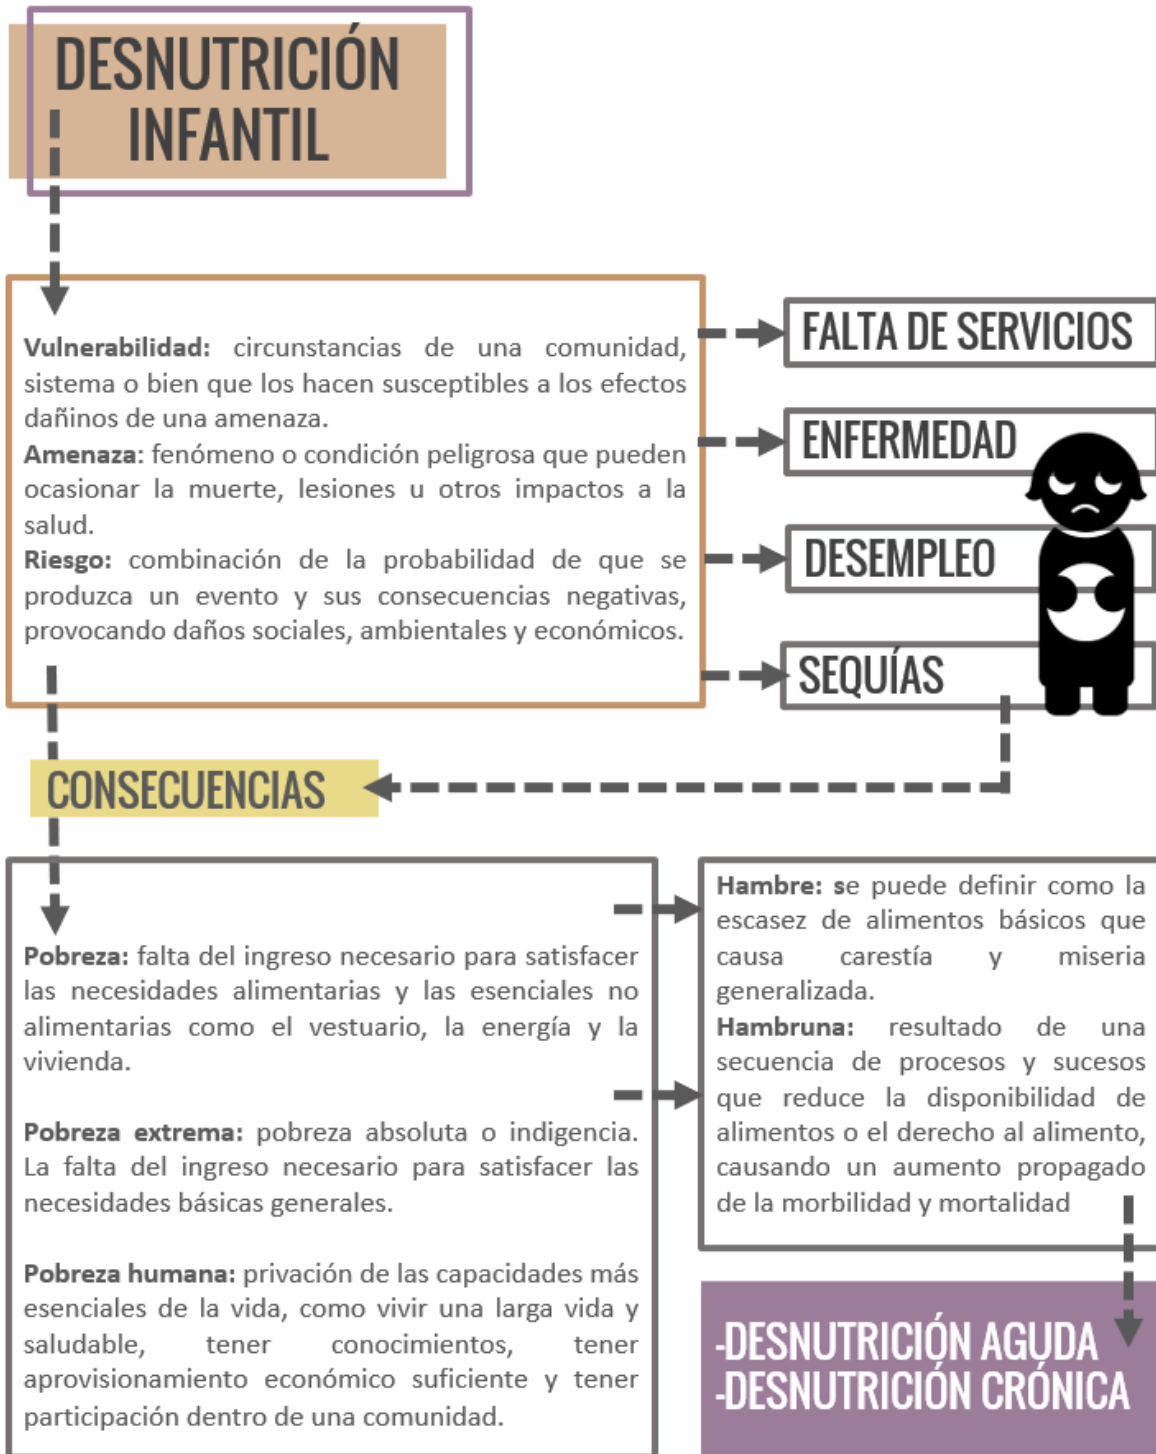 DESNUTRICIÓN
INFANTIL
Vulnerabilidad: circunstancias de una comunidad,
sistema o bien que los hacen susceptibles a los efectos
dañinos de una amenaza.
Amenaza: fenómeno o condición peligrosa que pueden
ocasionar la muerte, lesiones u otros impactos a la
salud.
Riesgo: combinación de la probabilidad de que se
produzca un evento y sus consecuencias negativas,
provocando daños sociales, ambientales y económicos.
FALTA DE SERVICIOS
ENFERMEDAD
DESEMPLEO
SEQUÍAS
CONSECUENCIAS
Pobreza: falta del ingreso necesario para satisfacer
las necesidades alimentarias y las esenciales no
alimentarias como el vestuario, la energía y la
vivienda.
Pobreza extrema: pobreza absoluta o indigencia.
La falta del ingreso necesario para satisfacer las
necesidades básicas generales.
Pobreza humana: privación de las capacidades más
esenciales de la vida, como vivir una larga vida y
saludable, tener conocimientos, tener
aprovisionamiento económico suficiente y tener
participación dentro de una comunidad.
Hambre: se puede definir como la
escasez de alimentos básicos que
causa carestía y miseria
generalizada.
Hambruna: resultado de una
secuencia de procesos y sucesos
que reduce la disponibilidad de
alimentos o el derecho al alimento,
causando un aumento propagado
de la morbilidad y mortalidad
-DESNUTRICIÓN AGUDA
-DESNUTRICIÓN CRÓNICA